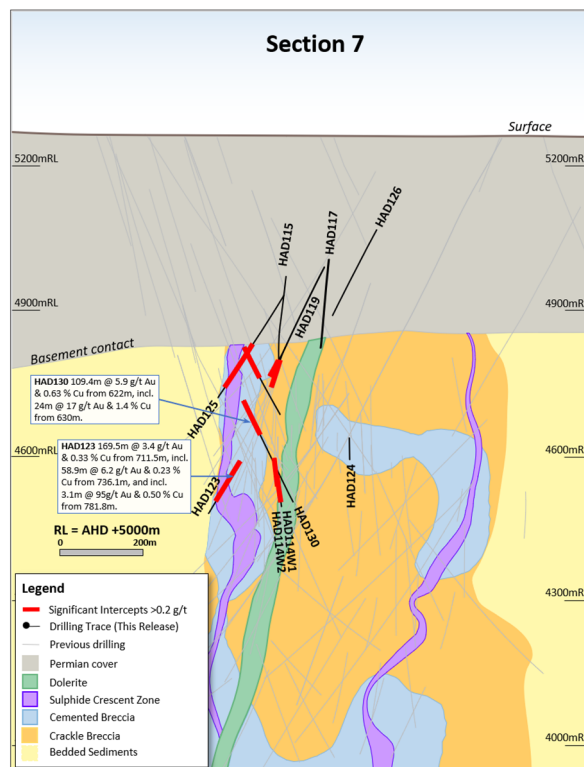 Section 7
Surface
5200mRL
HAD126
HAD117
HAD115
HAD119
4900mRL
4900mRL
Basement contact
HAD130 109.4m @ 5.9 g/t Au
& 0.63 % Cu from 622m, incl.
24m @ 17 g/t Au & 1.4 % Cu
from 630m.
HAD125
HAD123 169.5m @ 3.4 g/t Au
& 0.33 % Cu from 711.5m, incl.
58.9m @ 6.2 g/t Au & 0.23 %
Cu from 736.1m, and incl.
3.1m @ 95g/t Au & 0.50 % Cu
from 781.8m.
4600mRL
4600mRL
HAD123
HAD124
HAD130
HAD114W1
HAD114W2
RL = AHD +5000m
0 200m
Legend
Significant Intercepts >0.2 g/t
Drilling Trace (This Release)
Previous drilling
Permian cover
Dolerite
Sulphide Crescent Zone
Cemented Breccia
Crackle Breccia
Bedded Sediments
4300mRL
4000mRL
5200mRL